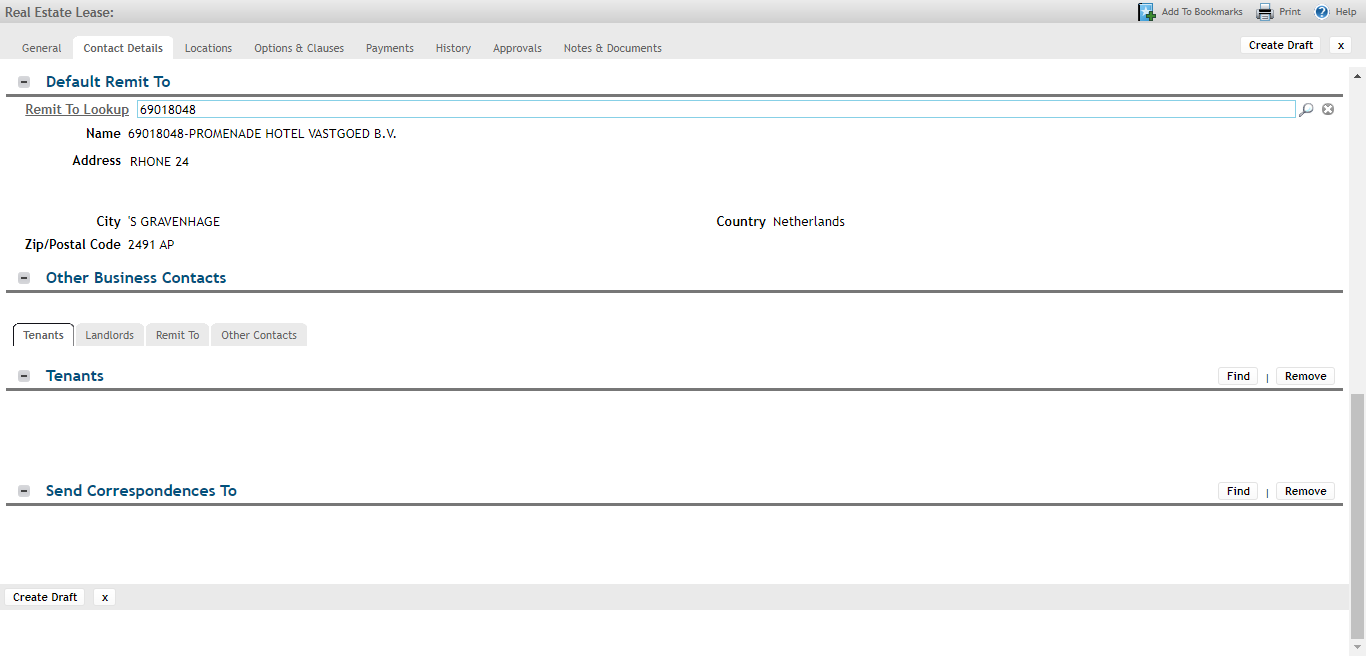 Real Estate Lease:
Add To Bookmarks Print Help
General Contact Details Locations Options & Clauses Payments History Approvals Notes & Documents Create Draft x
Default Remit To
Remit To Lookup 69018048
Name 69018048-PROMENADE HOTEL VASTGOED B.V.
Address RHONE 24
City 'S GRAVENHAGE Country Netherlands
Zip/Postal Code 2491 AP
Other Business Contacts
Tenants Landlords Remit To Other Contacts
Tenants Find | Remove
Send Correspondences To Find | Remove
Create Draft x